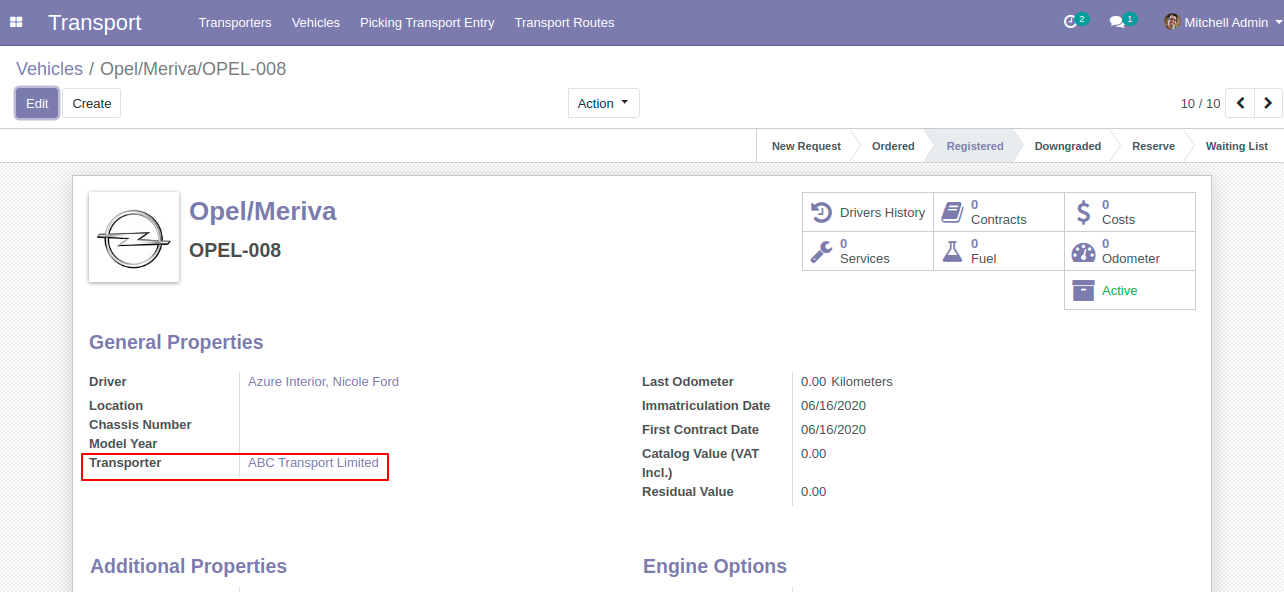 Transport Transporters Vehicles Picking Transport Entry Transport Routes 2 1 Mitchell Admin
Vehicles / Opel/Meriva/OPEL-008
Edit Create Action 10 / 10
New Request Ordered Registered Downgraded Reserve Waiting List
Opel/Meriva
OPEL-008
Drivers History
0 Contracts
0 Costs
0 Services
0 Fuel
0 Odometer
Active
General Properties
Driver Azure Interior, Nicole Ford
Location
Chassis Number
Model Year
Transporter ABC Transport Limited
Last Odometer 0.00 Kilometers
Immatriculation Date 06/16/2020
First Contract Date 06/16/2020
Catalog Value (VAT 0.00
Incl.)
Residual Value 0.00
Additional Properties
Engine Options